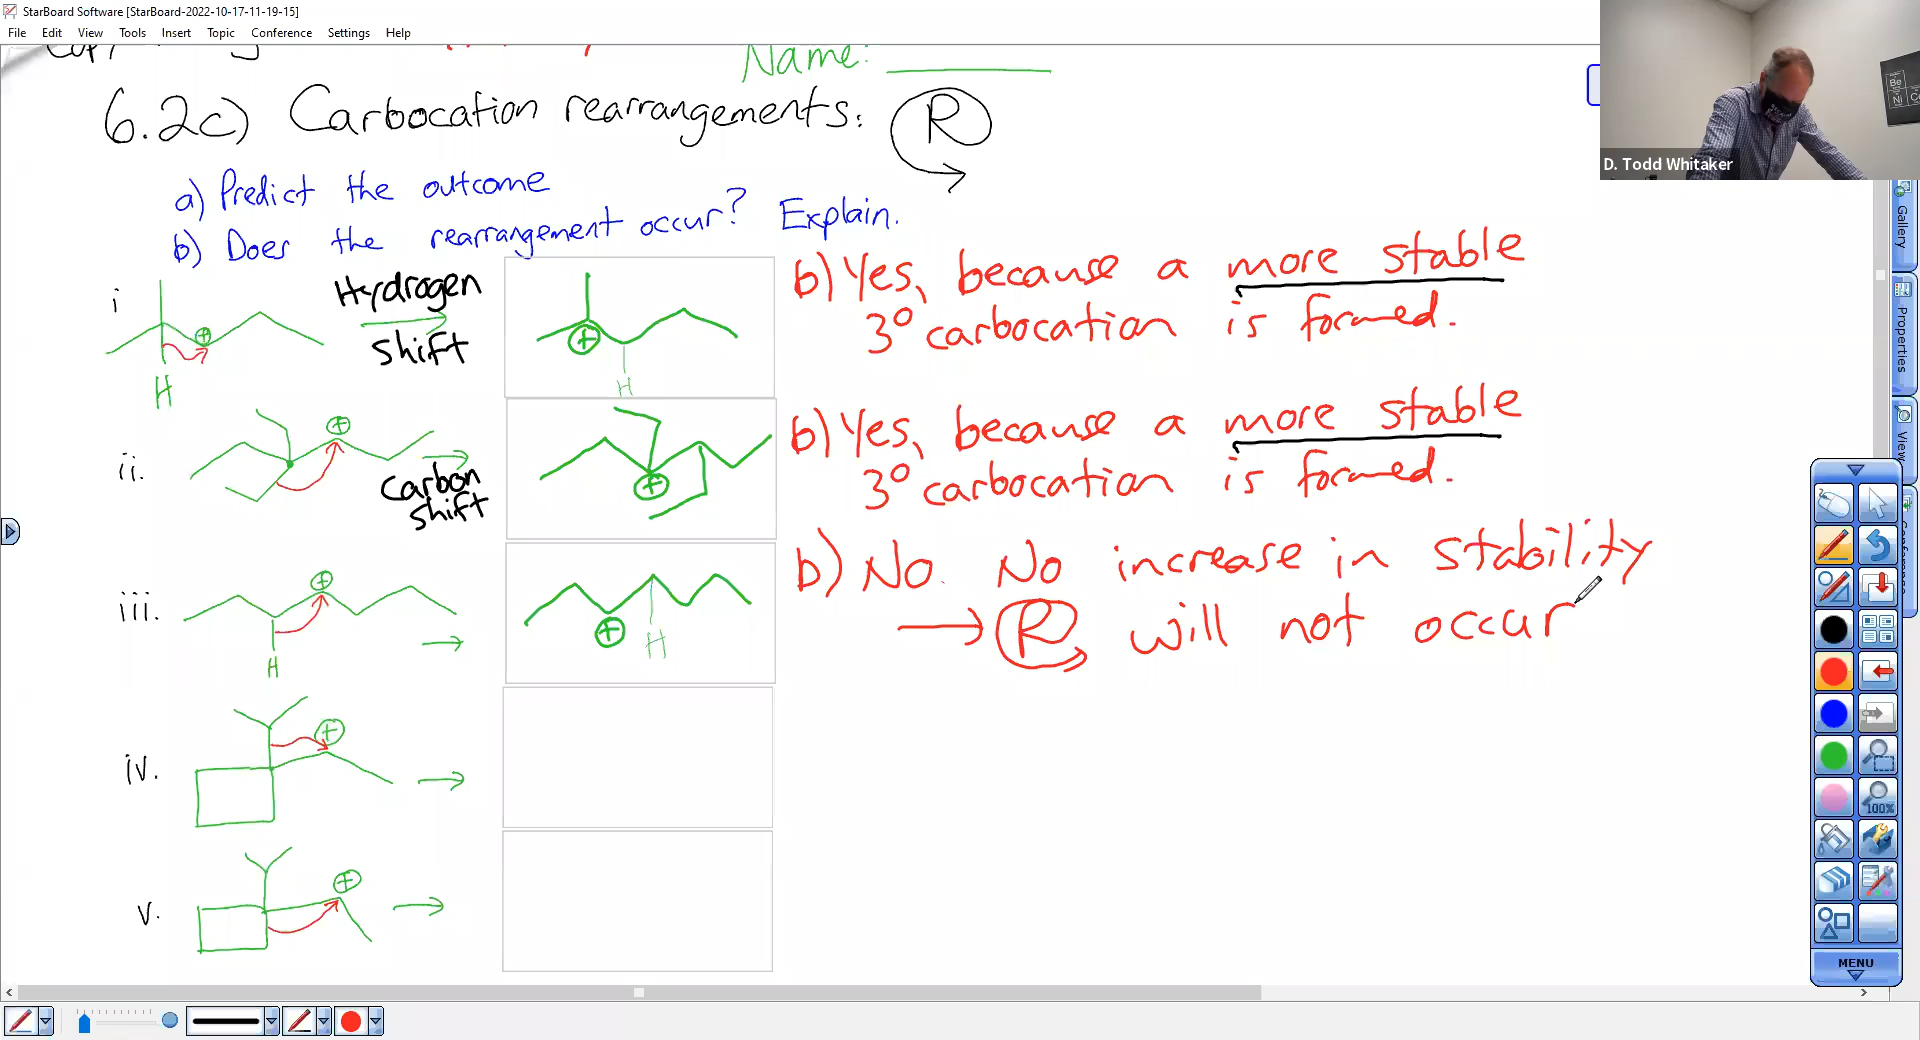 StarBoard Software [StarBoard-2022-10-17-11-19-15]
File Edit View Tools Insert Topic Conference Settings Help
Name:
6.2c) Carbocation rearrangements: R
a) Predict the outcome
b) Does the rearrangement occur? Explain.
i
H
Hydrogen
shift
H
b) Yes, because a more stable
3° carbocation is formed.
ii.
Carbon
shift
b) Yes, because a more stable
3° carbocation is formed.
iii.
H
H
b) No. No increase in stability
→ R will not occur
iv.
v.
D. Todd Whitaker
Be
Ni
Gallery
Properties
View
100%
MENU